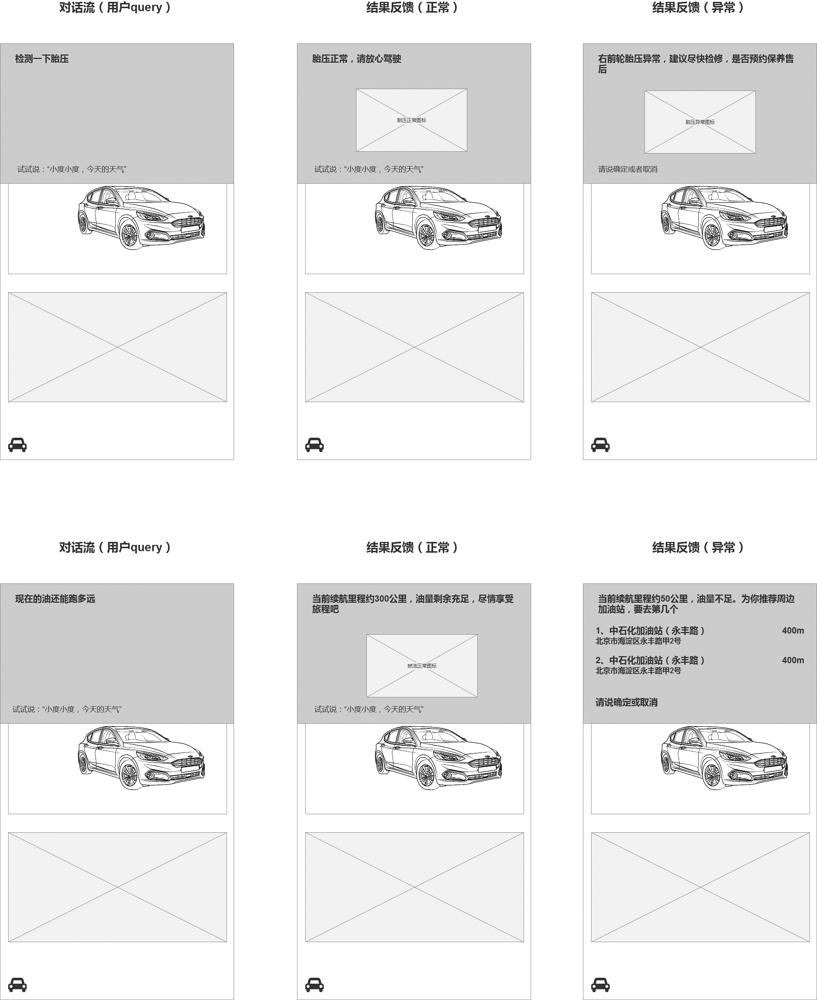 对话流（用户query）
结果反馈（正常）
结果反馈（异常）
检测一下胎压
试试说：“小度小度，今天的天气”
胎压正常，请放心驾驶
胎压正常图标
试试说：“小度小度，今天的天气”
右前轮胎压异常，建议尽快检修，是否预约保养售
后
胎压异常图标
请说确定或者取消
对话流（用户query）
结果反馈（正常）
结果反馈（异常）
现在的油还能跑多远
试试说：“小度小度，今天的天气”
当前续航里程约300公里，油量剩余充足，尽情享受
旅程吧
燃油正常图标
试试说：“小度小度，今天的天气”
当前续航里程约50公里，油量不足。为你推荐周边
加油站，要去第几个
1、中石化加油站（永丰路） 400m
北京市海淀区永丰路甲2号
2、中石化加油站（永丰路） 400m
北京市海淀区永丰路甲2号
请说确定或取消